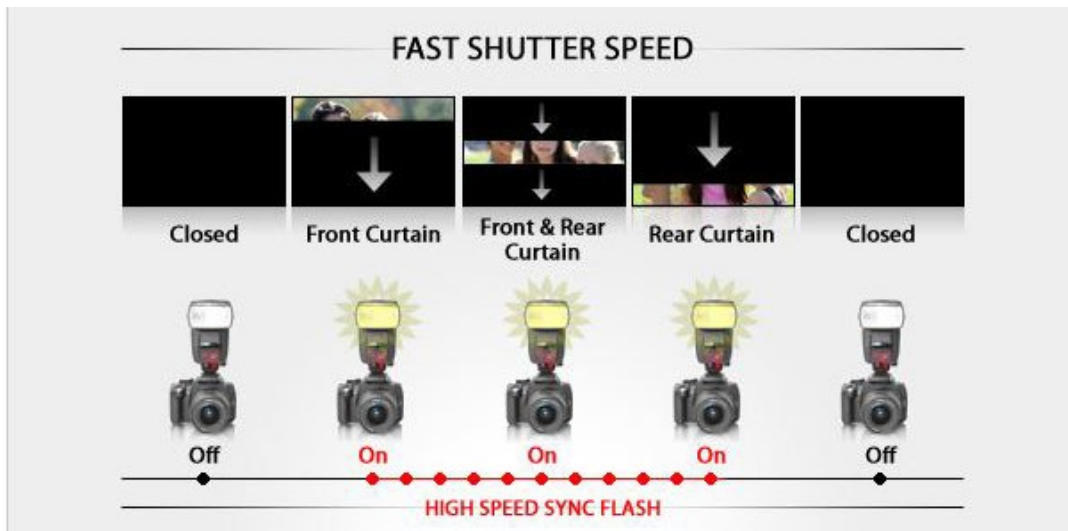 FAST SHUTTER SPEED
Closed
Front Curtain
Front & Rear
Curtain
Rear Curtain
Closed
Off
On
On
On
Off
HIGH SPEED SYNC FLASH